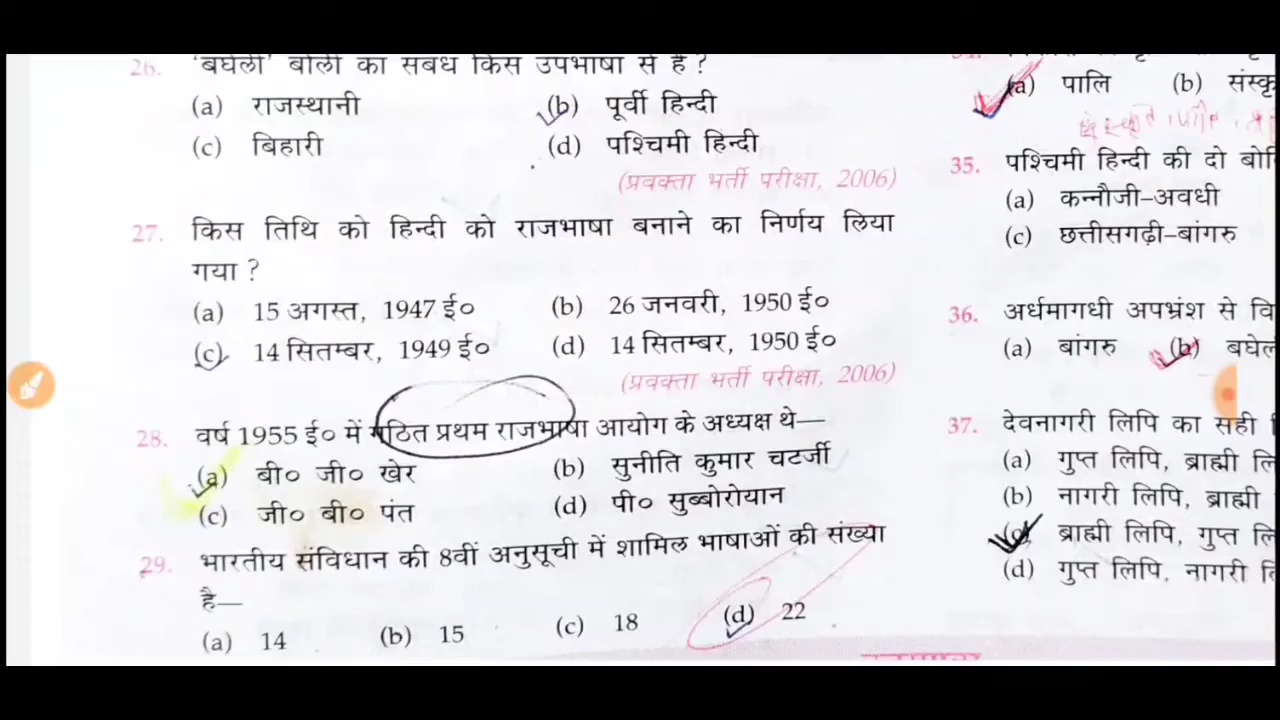 26. 'बघेली' बोली का संबंध किस उपभाषा से है ?
(a) राजस्थानी (b) पूर्वी हिन्दी
(c) बिहारी (d) पश्चिमी हिन्दी
(प्रवक्ता भर्ती परीक्षा, 2006)
27. किस तिथि को हिन्दी को राजभाषा बनाने का निर्णय लिया
गया ?
(a) 15 अगस्त, 1947 ई० (b) 26 जनवरी, 1950 ई०
(c) 14 सितम्बर, 1949 ई० (d) 14 सितम्बर, 1950 ई०
(प्रवक्ता भर्ती परीक्षा, 2006)
28. वर्ष 1955 ई० में गठित प्रथम राजभाषा आयोग के अध्यक्ष थे—
(a) बी० जी० खेर (b) सुनीति कुमार चटर्जी
(c) जी० बी० पंत (d) पी० सुब्बोरोयान
29. भारतीय संविधान की 8वीं अनुसूची में शामिल भाषाओं की संख्या
है—
(a) 14 (b) 15 (c) 18 (d) 22
(a) पालि (b)
35. पश्चिमी हिन्दी की दो
(a) कन्नौजी–अवधी
(c) छत्तीसगढ़ी–बांगरु
36. अर्धमागधी अपभ्रंश से
(a) बांगरु (b)
37. देवनागरी लिपि का सही
(a) गुप्त लिपि, ब्राह्मी
(b) नागरी लिपि, ब्राह्मी
(c) ब्राह्मी लिपि, गुप्त
(d) गुप्त लिपि, नागरी